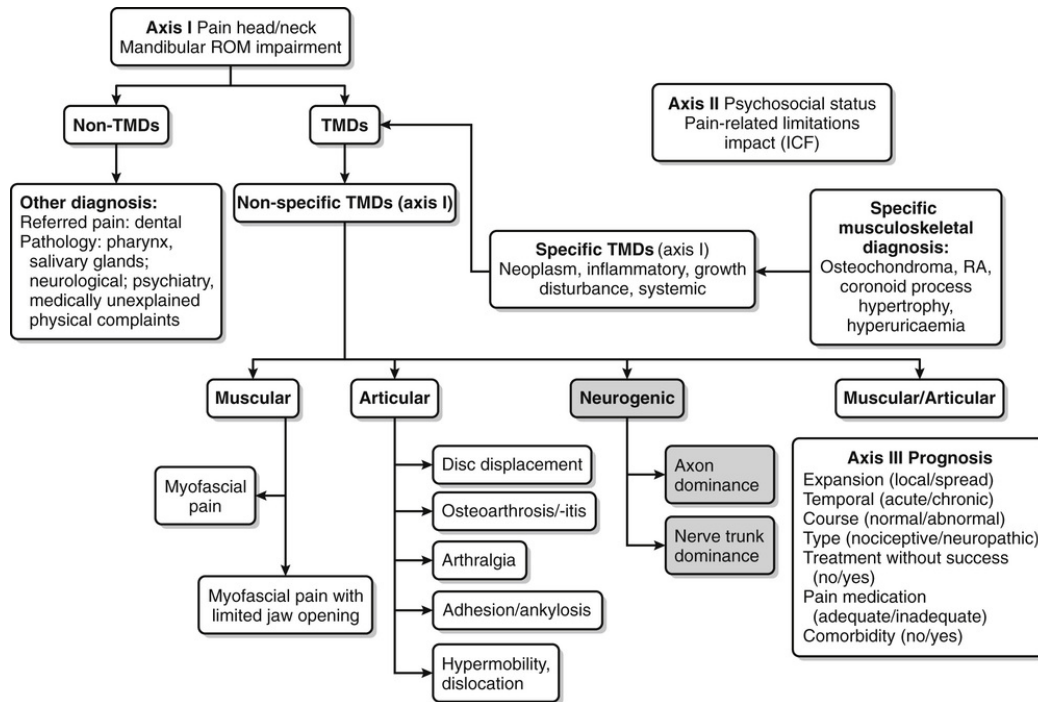 Axis I Pain head/neck
Mandibular ROM impairment
Axis II Psychosocial status
Pain-related limitations
impact (ICF)
Non-TMDs
TMDs
Other diagnosis:
Referred pain: dental
Pathology: pharynx,
salivary glands;
neurological; psychiatry,
medically unexplained
physical complaints
Non-specific TMDs (axis I)
Specific TMDs (axis I)
Neoplasm, inflammatory, growth
disturbance, systemic
Specific
musculoskeletal
diagnosis:
Osteochondroma, RA,
coronoid process
hypertrophy,
hyperuricaemia
Muscular
Articular
Neurogenic
Muscular/Articular
Myofascial
pain
Myofascial pain with
limited jaw opening
Disc displacement
Osteoarthrosis/-itis
Arthralgia
Adhesion/ankylosis
Hypermobility,
dislocation
Axon
dominance
Nerve trunk
dominance
Axis III Prognosis
Expansion (local/spread)
Temporal (acute/chronic)
Course (normal/abnormal)
Type (nociceptive/neuropathic)
Treatment without success
(no/yes)
Pain medication
(adequate/inadequate)
Comorbidity (no/yes)